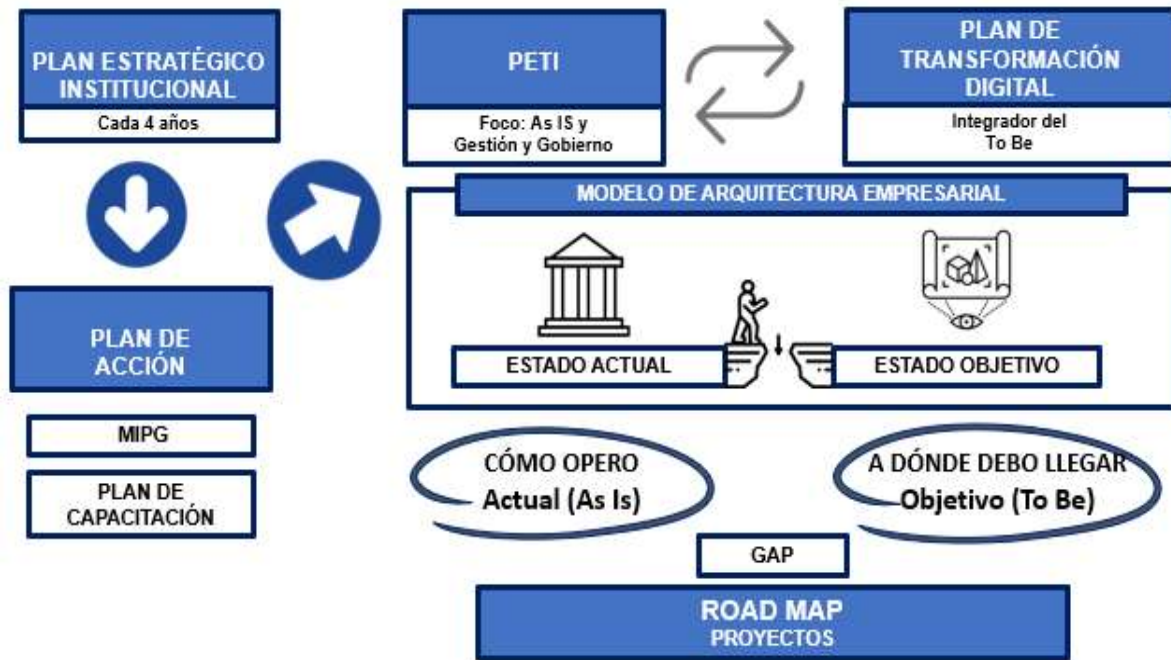 PLAN ESTRATÉGICO
INSTITUCIONAL
Cada 4 años
PETI
Foco: As IS y
Gestión y Gobierno
PLAN DE
TRANSFORMACIÓN
DIGITAL
Integrador del
To Be
MODELO DE ARQUITECTURA EMPRESARIAL
ESTADO ACTUAL
ESTADO OBJETIVO
PLAN DE
ACCIÓN
MIPG
PLAN DE
CAPACITACIÓN
CÓMO OPERO
Actual (As Is)
A DÓNDE DEBO LLEGAR
Objetivo (To Be)
GAP
ROAD MAP
PROYECTOS